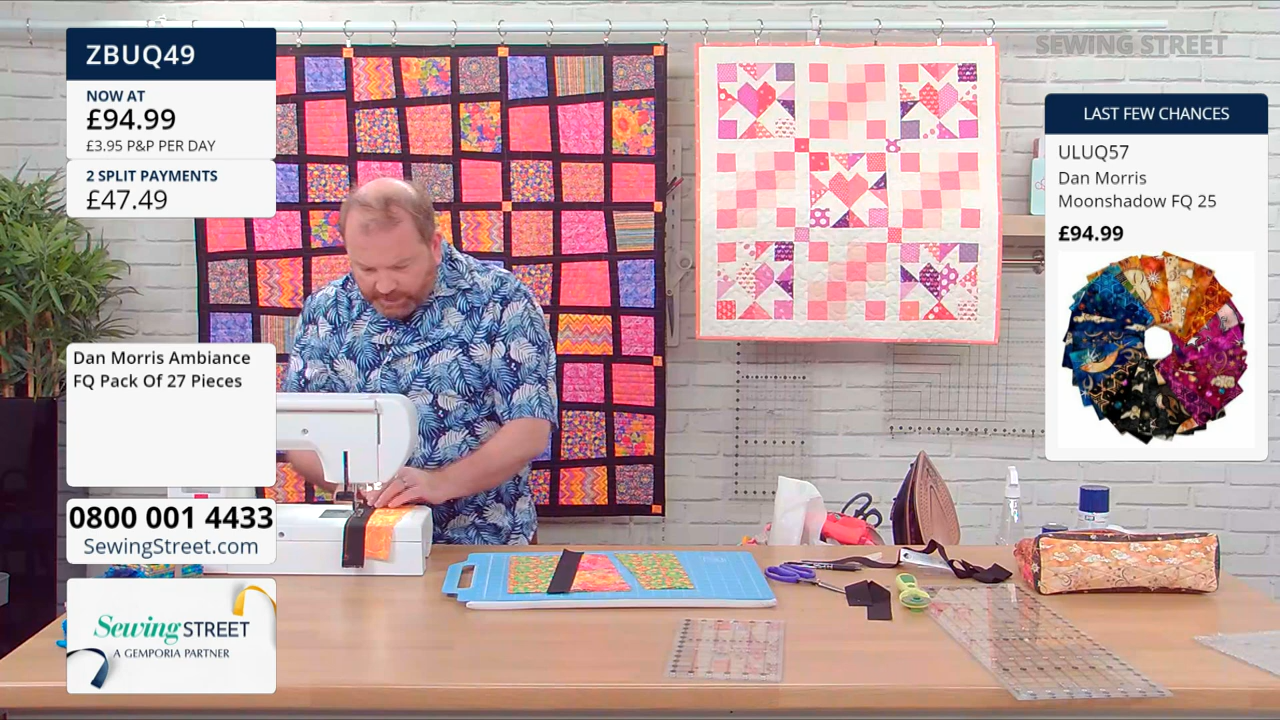 ZBUQ49
NOW AT
£94.99
£3.95 P&P PER DAY
2 SPLIT PAYMENTS
£47.49
Dan Morris Ambiance
FQ Pack Of 27 Pieces
0800 001 4433
SewingStreet.com
Sewing STREET
A GEMPORIA PARTNER
SEWING STREET
LAST FEW CHANCES
ULUQ57
Dan Morris
Moonshadow FQ 25
£94.99